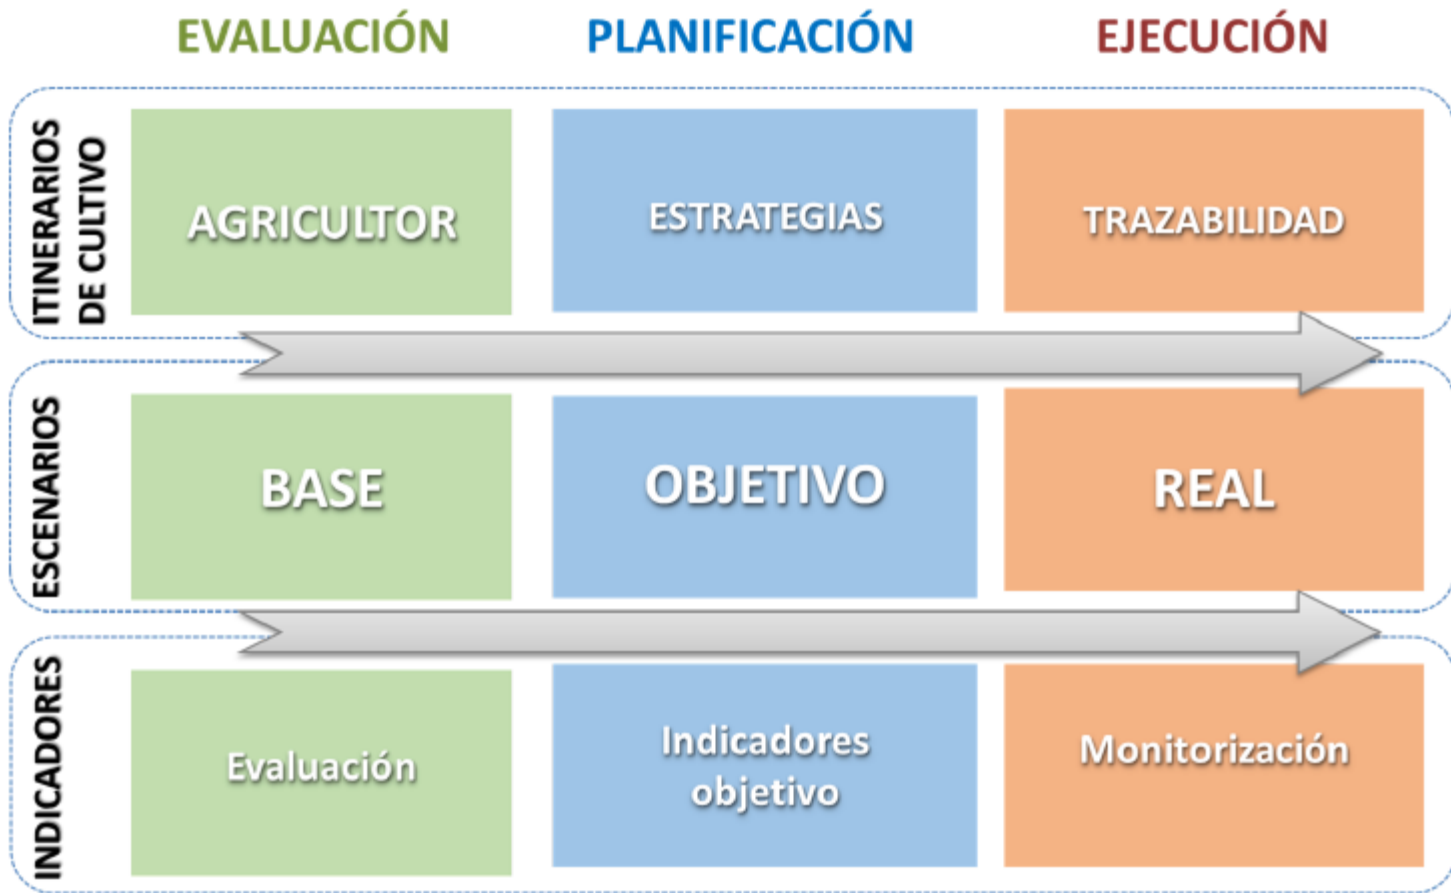 EVALUACIÓN
PLANIFICACIÓN
EJECUCIÓN
ITINERARIOS
DE CULTIVO
AGRICULTOR
ESTRATEGIAS
TRAZABILIDAD
ESCENARIOS
BASE
OBJETIVO
REAL
INDICADORES
Evaluación
Indicadores
objetivo
Monitorización